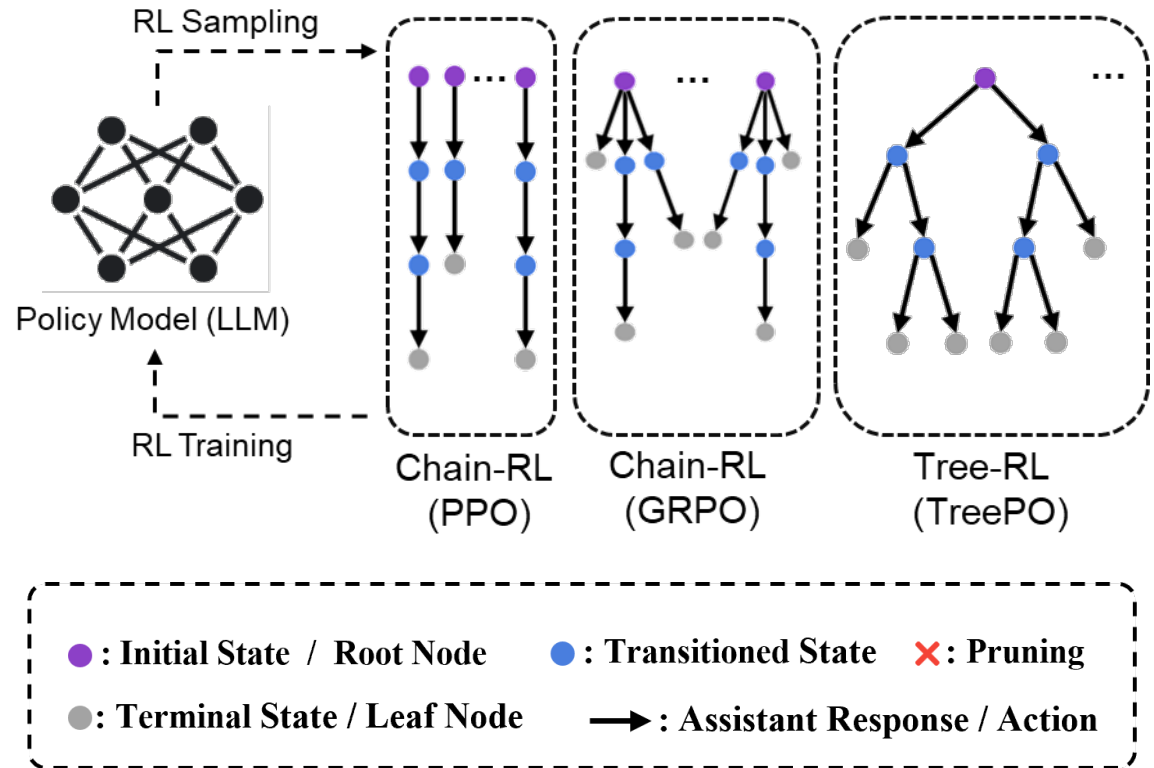 RL Sampling
Policy Model (LLM)
RL Training
...
...
...
Chain-RL
(PPO)
Chain-RL
(GRPO)
Tree-RL
(TreePO)
: Initial State / Root Node
: Transitioned State
: Pruning
: Terminal State / Leaf Node
: Assistant Response / Action